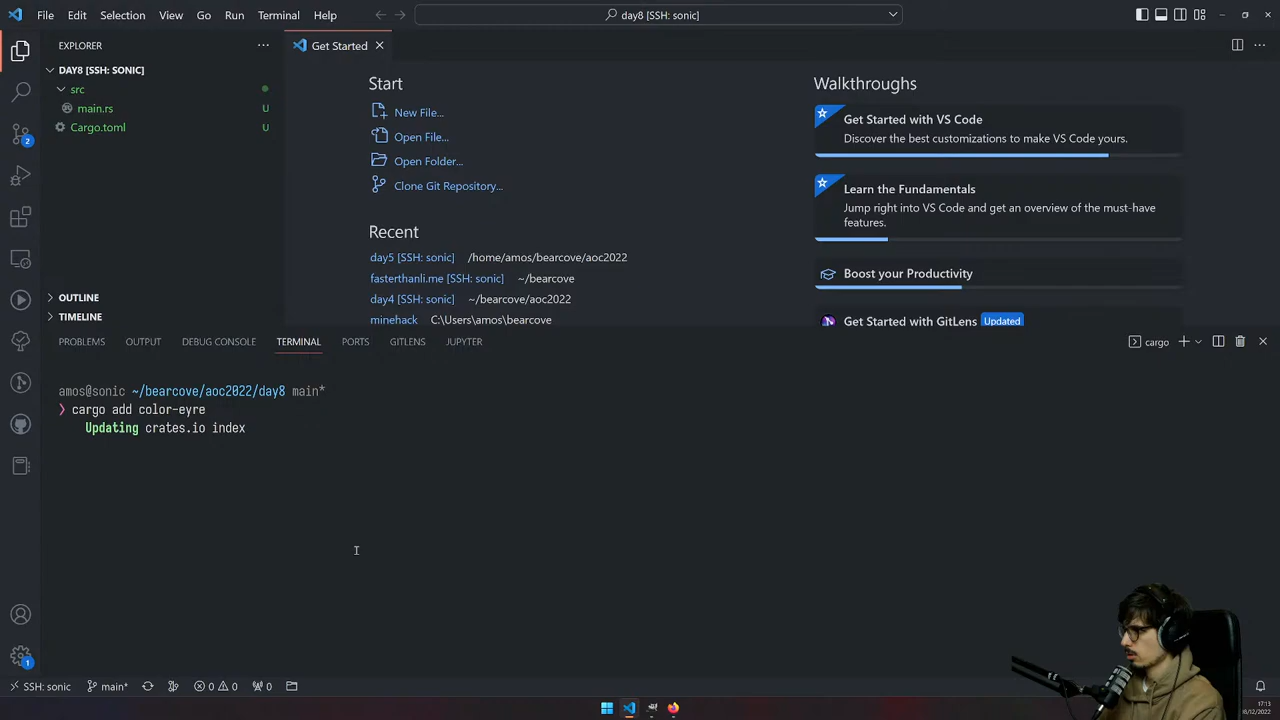 File Edit Selection View Go Run Terminal Help
day8 [SSH: sonic]
EXPLORER
Get Started
DAY8 [SSH: SONIC]
src
main.rs U
Cargo.toml U
2
OUTLINE
TIMELINE
Start
New File...
Open File...
Open Folder...
Clone Git Repository...
Recent
day5 [SSH: sonic] /home/amos/bearcove/aoc2022
fasterthanli.me [SSH: sonic] ~/bearcove
day4 [SSH: sonic] ~/bearcove/aoc2022
minehack C:\Users\amos\bearcove
Walkthroughs
Get Started with VS Code
Discover the best customizations to make VS Code yours.
Learn the Fundamentals
Jump right into VS Code and get an overview of the must-have
features.
Boost your Productivity
Get Started with GitLens Updated
PROBLEMS OUTPUT DEBUG CONSOLE TERMINAL PORTS GITLENS JUPYTER
cargo
amos@sonic ~/bearcove/aoc2022/day8 main*
❯ cargo add color-eyre
Updating crates.io index
1
SSH: sonic main* 0 0 0
17:13